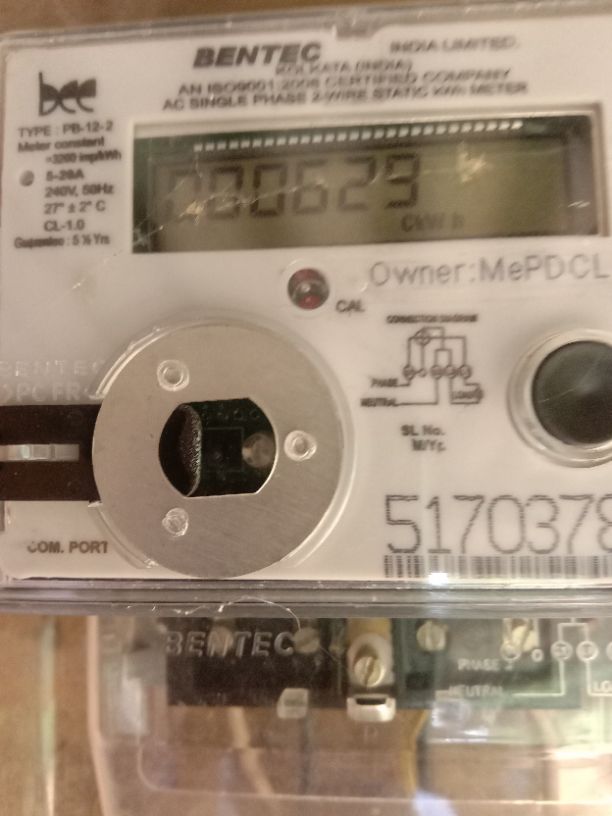 BENTEC INDIA LIMITED.
KOLKATA (INDIA)
AN ISO9001:2008 CERTIFIED COMPANY
AC SINGLE PHASE 2-WIRE STATIC kWh METER
bee
TYPE : PB-12-2
Meter constant
=3200 imp/kWh
5-20A
240V, 50Hz
27° ± 2° C
CL-1.0
Guarantee : 5 ½ Yrs
000629
CkW h
Owner:MePDCL
CAL
CONNECTION DIAGRAM
PHASE
NEUTRAL
LOAD
SL No.
M/Yr.
BENTEC
5170378
COM. PORT
BENTEC
PHASE
NEUTRAL